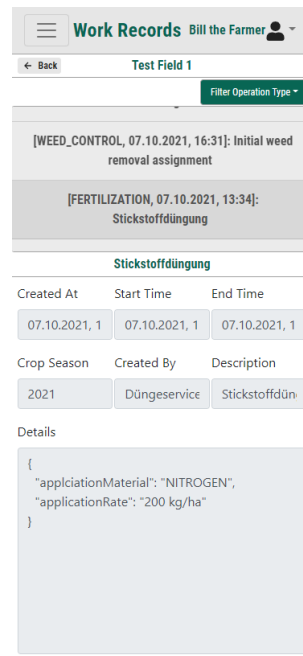 Work Records Bill the Farmer
← Back Test Field 1
Filter Operation Type
[WEED_CONTROL, 07.10.2021, 16:31]: Initial weed
removal assignment
[FERTILIZATION, 07.10.2021, 13:34]:
Stickstoffdüngung
Stickstoffdüngung
Created At Start Time End Time
07.10.2021, 1 07.10.2021, 1 07.10.2021, 1
Crop Season Created By Description
2021 Düngeservice Stickstoffdün
Details
{
"applciationMaterial": "NITROGEN",
"applicationRate": "200 kg/ha"
}